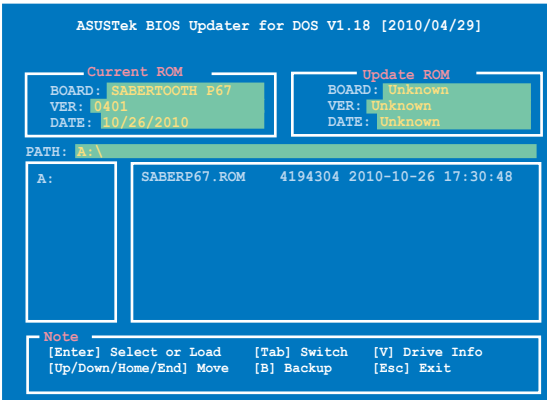 ASUSTek BIOS Updater for DOS V1.18 [2010/04/29]
Current ROM
BOARD: SABERTOOTH P67
VER: 0401
DATE: 10/26/2010
Update ROM
BOARD: Unknown
VER: Unknown
DATE: Unknown
PATH: A:\
A:
SABERP67.ROM 4194304 2010-10-26 17:30:48
Note
[Enter] Select or Load [Tab] Switch [V] Drive Info
[Up/Down/Home/End] Move [B] Backup [Esc] Exit